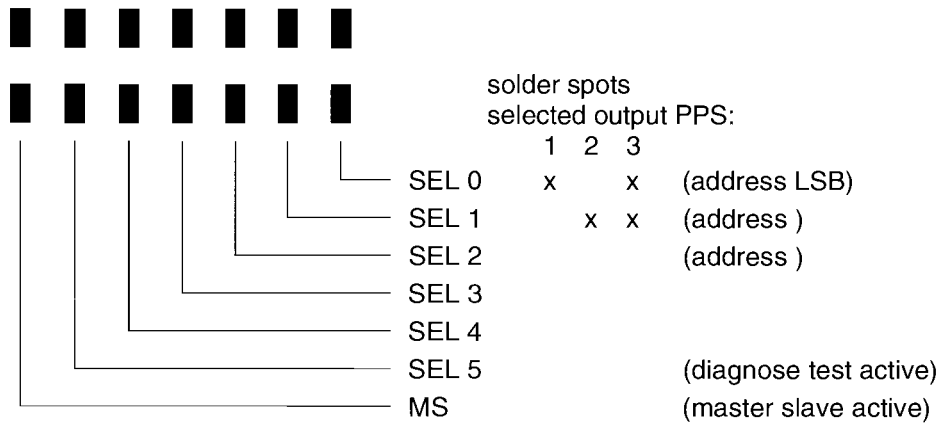 solder spots
selected output PPS:
1 2 3
SEL 0 x x (address LSB)
SEL 1 x x (address )
SEL 2 (address )
SEL 3
SEL 4
SEL 5 (diagnose test active)
MS (master slave active)